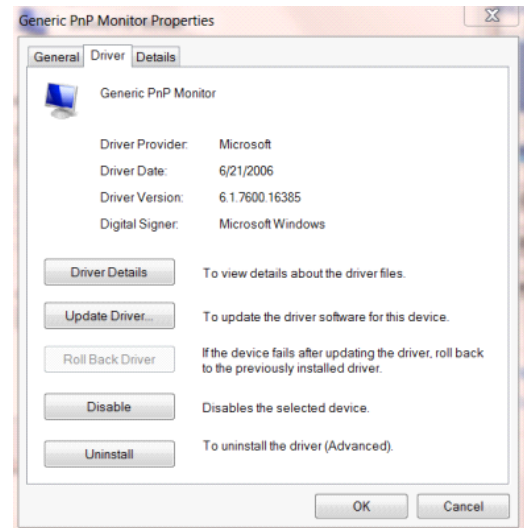 Generic PnP Monitor Properties
General Driver Details
Generic PnP Monitor
Driver Provider: Microsoft
Driver Date: 6/21/2006
Driver Version: 6.1.7600.16385
Digital Signer: Microsoft Windows
Driver Details To view details about the driver files.
Update Driver... To update the driver software for this device.
Roll Back Driver If the device fails after updating the driver, roll back
to the previously installed driver.
Disable Disables the selected device.
Uninstall To uninstall the driver (Advanced).
OK Cancel